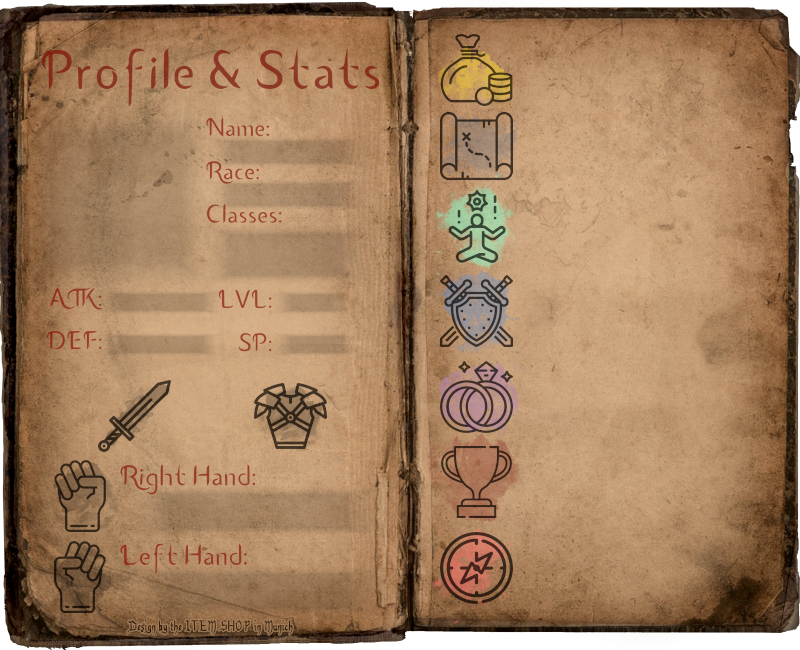 Profile & Stats
Name:
Race:
Classes:
ATK:
LVL:
DEF:
SP:
Right Hand:
Left Hand:
Design by the ITEM SHOP in Munich